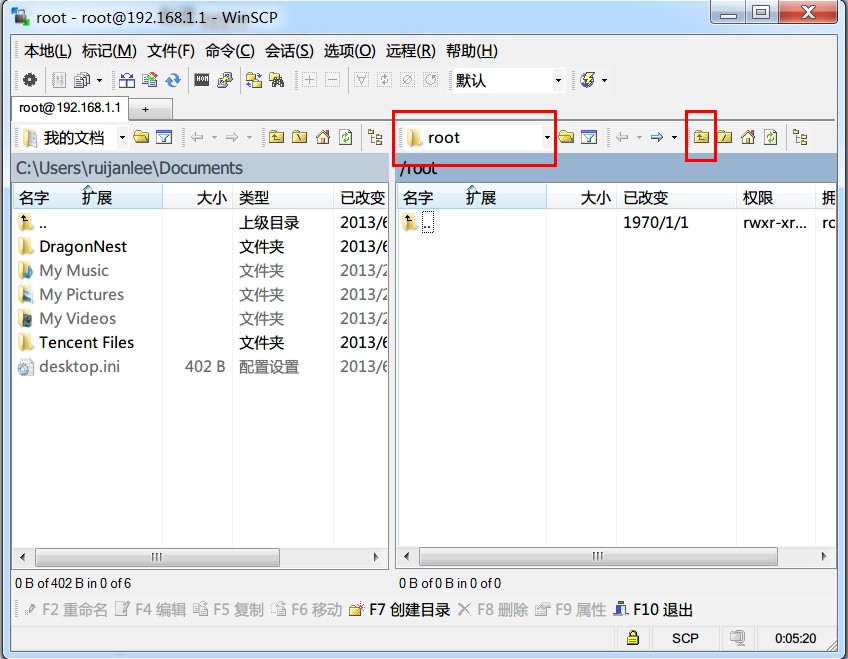 root - root@192.168.1.1 - WinSCP
本地(L) 标记(M) 文件(F) 命令(C) 会话(S) 选项(O) 远程(R) 帮助(H)
默认
root@192.168.1.1 +
我的文档 root
C:\Users\ruijanlee\Documents /root
名字 扩展 大小 类型 已改变 名字 扩展 大小 已改变 权限 拥
.. 上级目录 2013/6 .. 1970/1/1 rwxr-xr... ro
DragonNest 文件夹 2013/6
My Music 文件夹 2013/2
My Pictures 文件夹 2013/2
My Videos 文件夹 2013/2
Tencent Files 文件夹 2013/6
desktop.ini 402 B 配置设置 2013/6
0 B of 402 B in 0 of 6 0 B of 0 B in 0 of 0
F2 重命名 F4 编辑 F5 复制 F6 移动 F7 创建目录 F8 删除 F9 属性 F10 退出
SCP 0:05:20